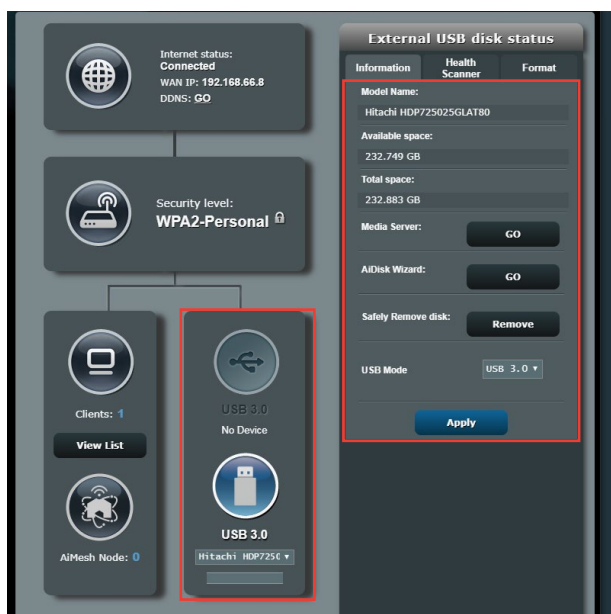 Internet status:
Connected
WAN IP: 192.168.66.8
DDNS: GO
Security level:
WPA2-Personal
Clients: 1
View List
AiMesh Node: 0
USB 3.0
No Device
USB 3.0
Hitachi HDP725C
External USB disk status
Information
Health Scanner
Format
Model Name:
Hitachi HDP725025GLAT80
Available space:
232.749 GB
Total space:
232.883 GB
Media Server:
GO
AiDisk Wizard:
GO
Safely Remove disk:
Remove
USB Mode
USB 3.0
Apply